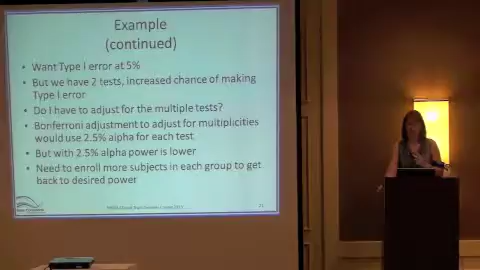 Example
(continued)
• Want Type I error at 5%
• But we have 2 tests, increased chance of making
Type I error
• Do I have to adjust for the multiple tests?
• Bonferroni adjustment to adjust for multiplicities
would use 2.5% alpha for each test
• But with 2.5% alpha power is lower
• Need to enroll more subjects in each group to get
back to desired power
21